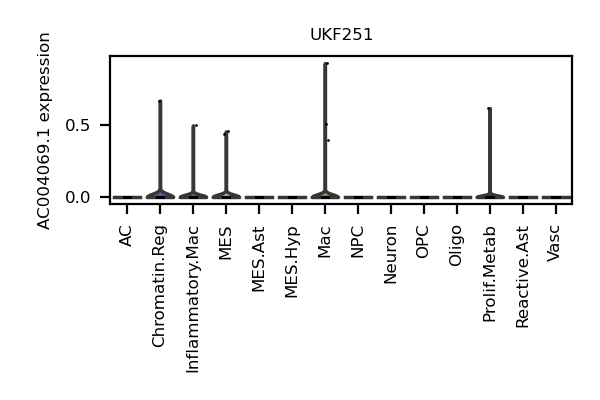 UKF251
AC004069.1 expression
0.5
0.0
AC
Chromatin.Reg
Inflammatory.Mac
MES
MES.Ast
MES.Hyp
Mac
NPC
Neuron
OPC
Oligo
Prolif.Metab
Reactive.Ast
Vasc